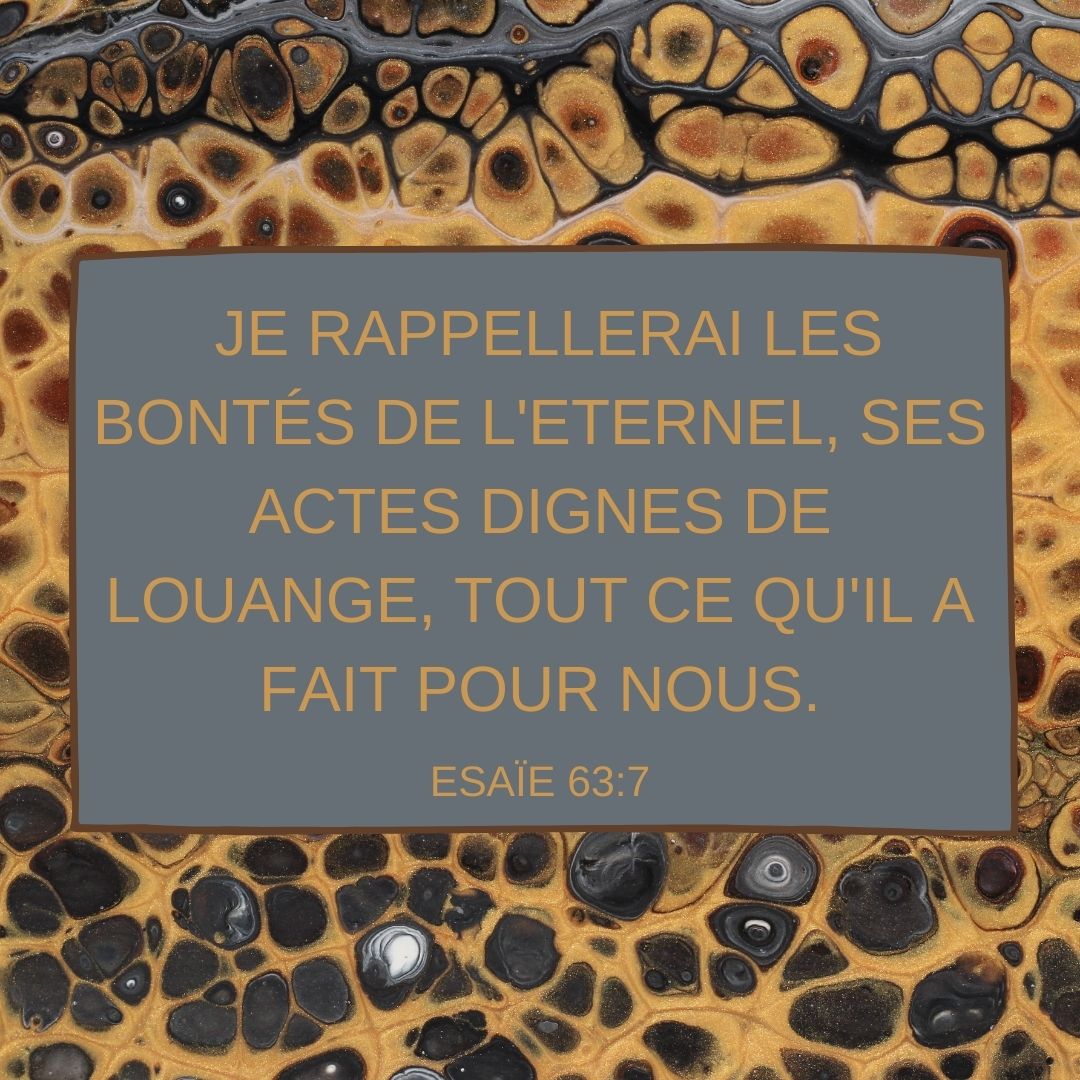 JE RAPPELLERAI LES
BONTÉS DE L'ETERNEL, SES
ACTES DIGNES DE
LOUANGE, TOUT CE QU'IL A
FAIT POUR NOUS.
ESAÏE 63:7